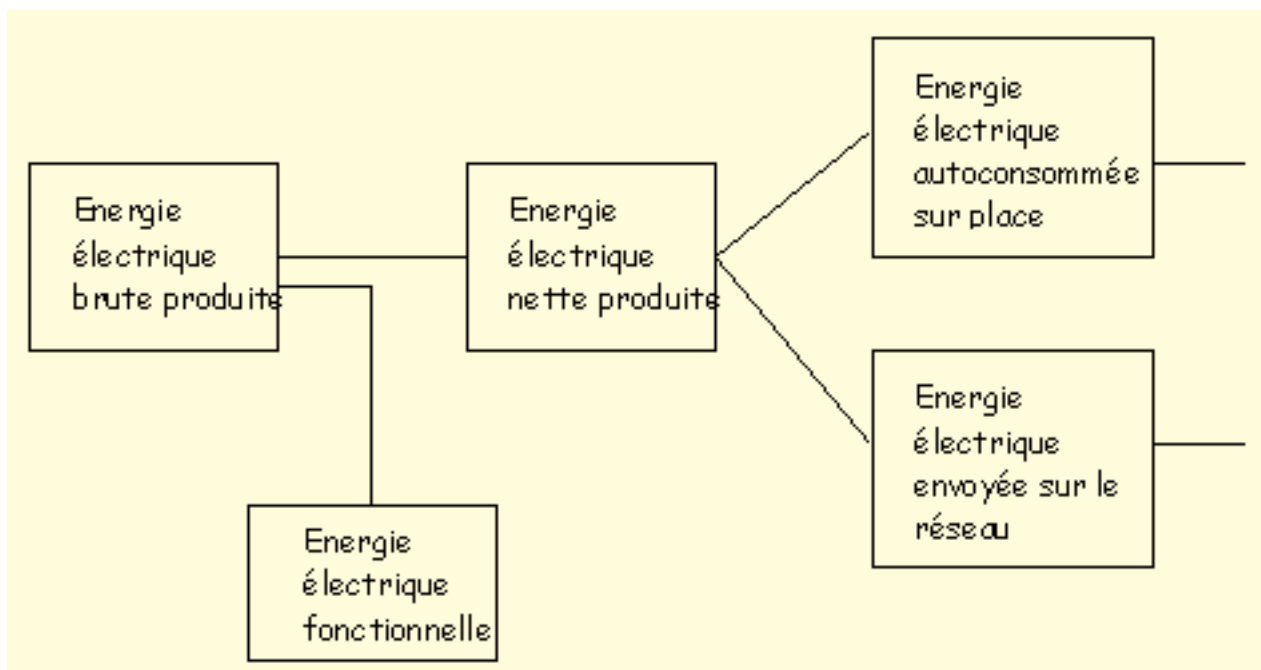 Energie
électrique
brute produite
Energie
électrique
nette produite
Energie
électrique
autoconsommée
sur place
Energie
électrique
envoyée sur le
réseau
Energie
électrique
fonctionnelle